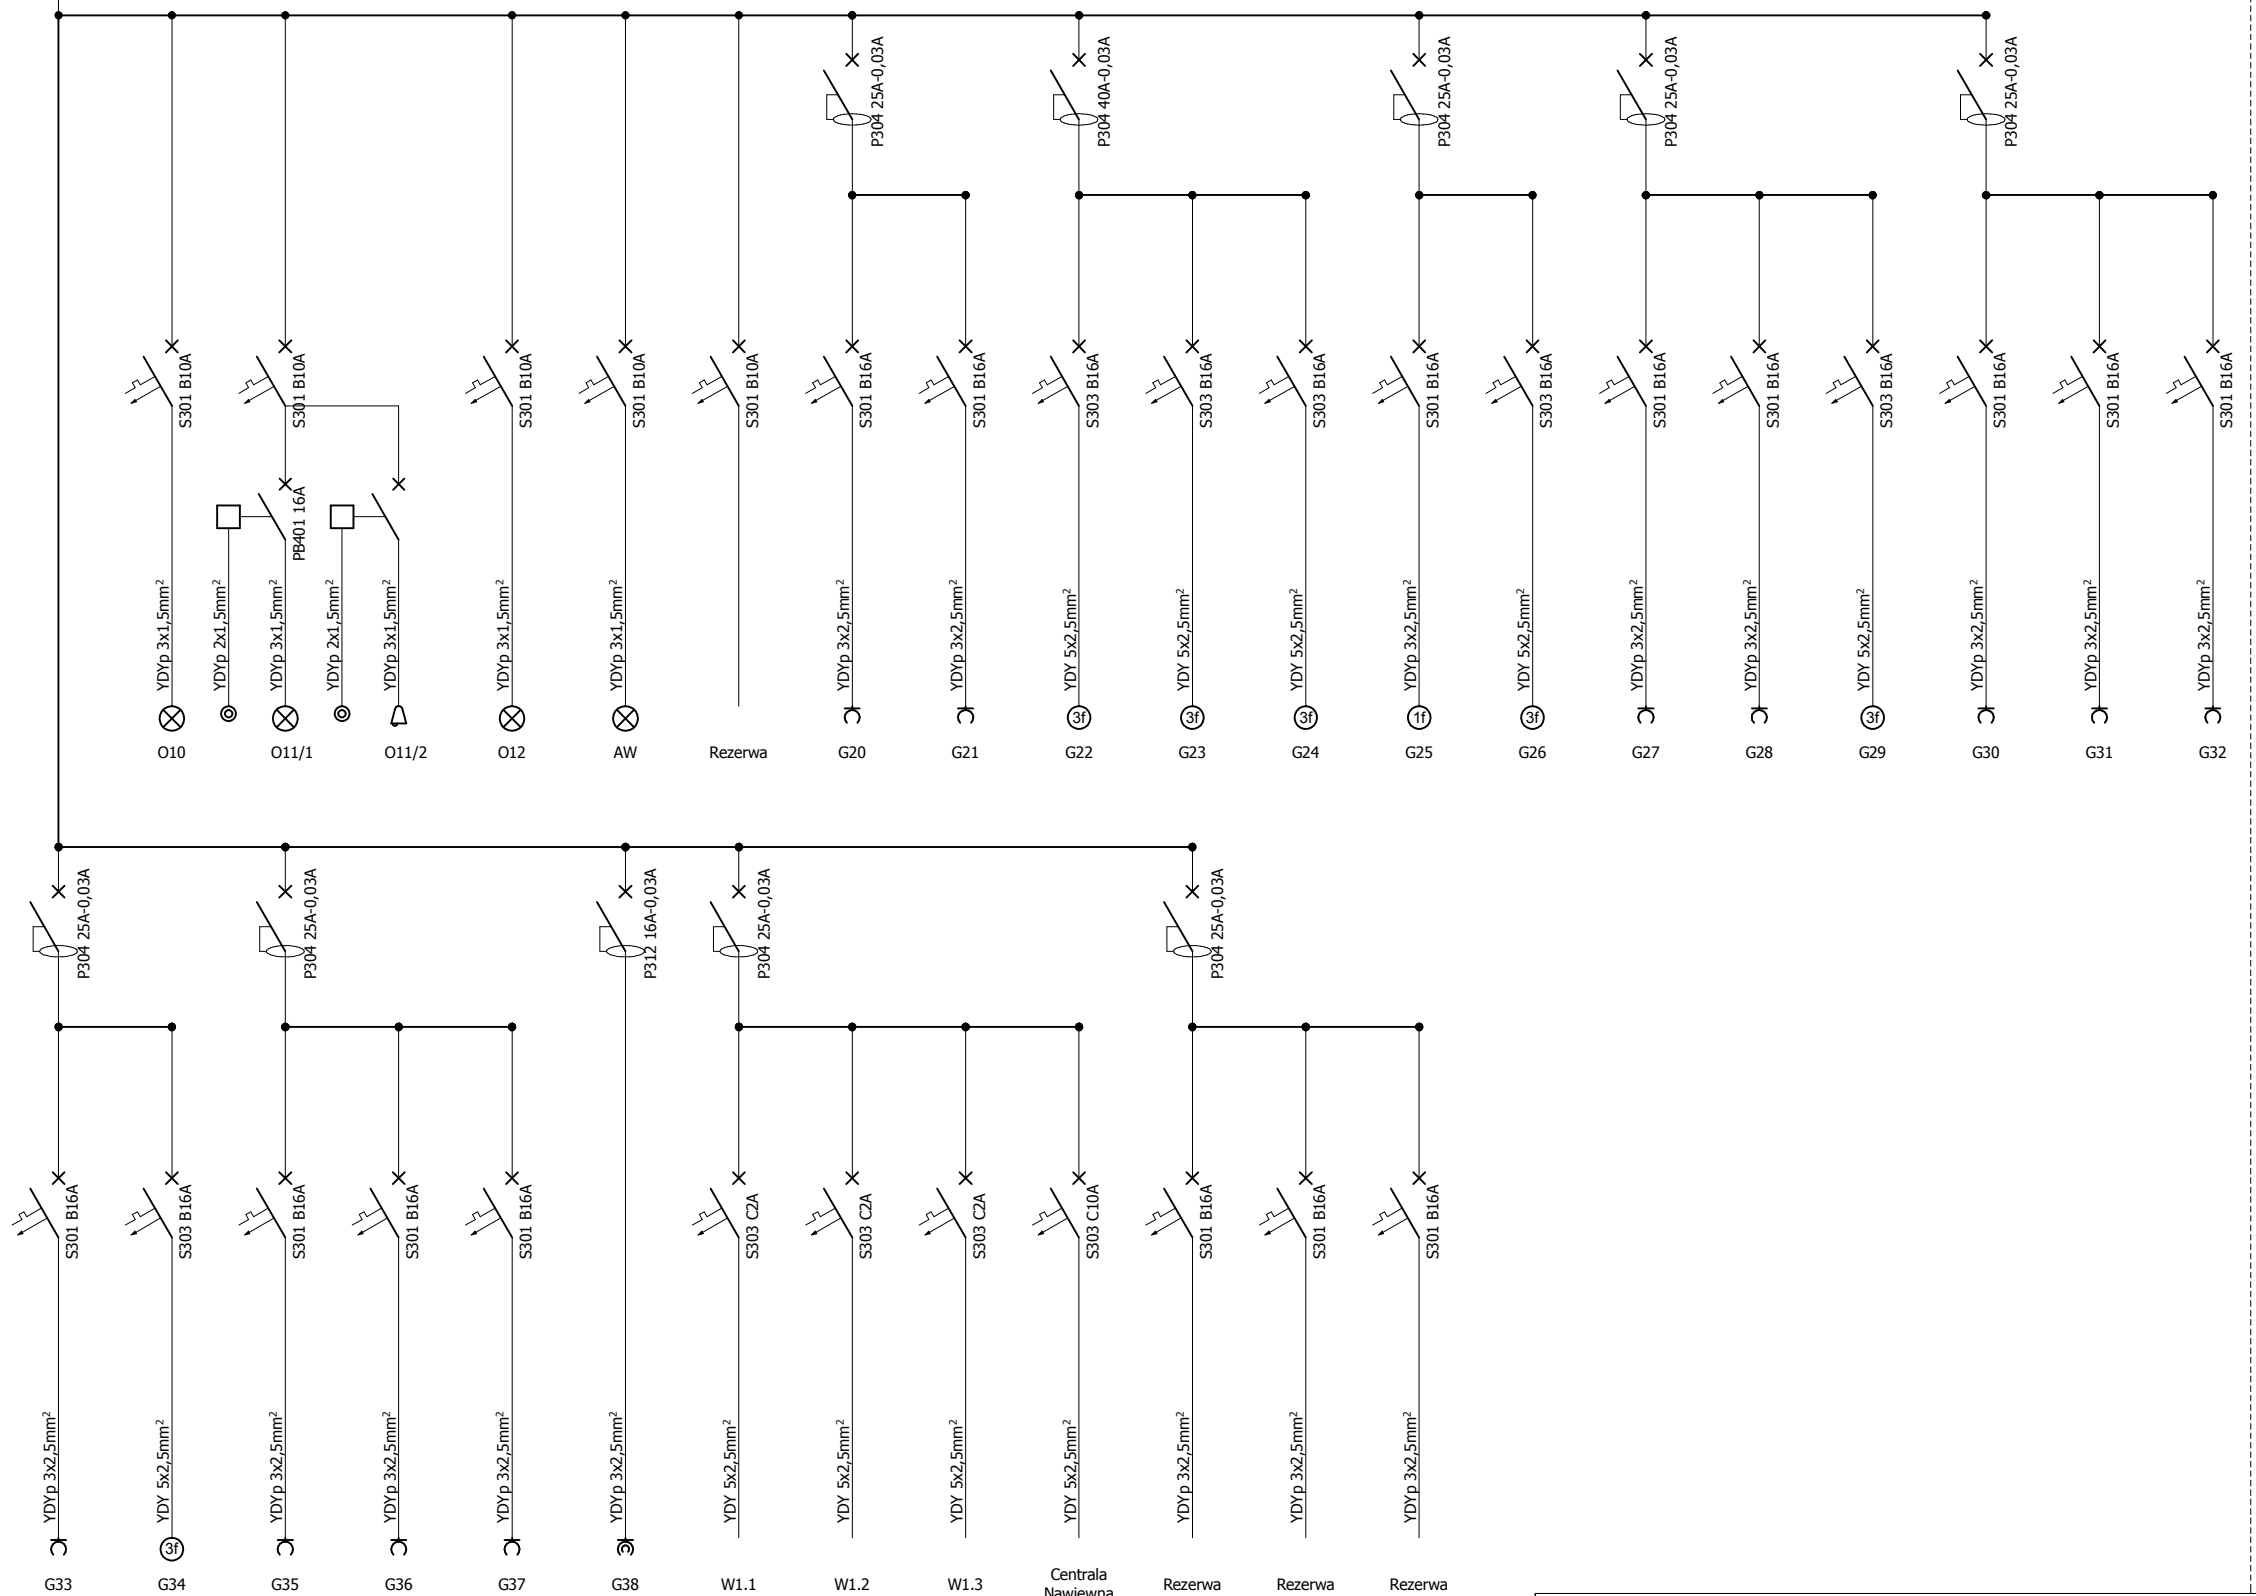 P304 25A-0,03A
P304 40A-0,03A
P304 25A-0,03A
P304 25A-0,03A
P304 25A-0,03A
S301 B10A
S301 B10A
S301 B10A
S301 B10A
S301 B10A
S301 B16A
S301 B16A
S303 B16A
S303 B16A
S303 B16A
S301 B16A
S303 B16A
S301 B16A
S301 B16A
S303 B16A
S301 B16A
S301 B16A
S301 B16A
PB401 16A
YDYp 3x1,5mm²
YDYp 2x1,5mm²
YDYp 3x1,5mm²
YDYp 2x1,5mm²
YDYp 3x1,5mm²
YDYp 3x1,5mm²
YDYp 3x1,5mm²
YDYp 3x2,5mm²
YDYp 3x2,5mm²
YDY 5x2,5mm²
YDY 5x2,5mm²
YDY 5x2,5mm²
YDYp 3x2,5mm²
YDY 5x2,5mm²
YDYp 3x2,5mm²
YDYp 3x2,5mm²
YDY 5x2,5mm²
YDYp 3x2,5mm²
YDYp 3x2,5mm²
YDYp 3x2,5mm²
3f
3f
3f
1f
3f
3f
O10
O11/1
O11/2
O12
AW
Rezerwa
G20
G21
G22
G23
G24
G25
G26
G27
G28
G29
G30
G31
G32
P304 25A-0,03A
P304 25A-0,03A
P312 16A-0,03A
P304 25A-0,03A
P304 25A-0,03A
S301 B16A
S303 B16A
S301 B16A
S301 B16A
S301 B16A
S303 C2A
S303 C2A
S303 C2A
S303 C10A
S301 B16A
S301 B16A
S301 B16A
YDYp 3x2,5mm²
YDY 5x2,5mm²
YDYp 3x2,5mm²
YDYp 3x2,5mm²
YDYp 3x2,5mm²
YDYp 3x2,5mm²
YDY 5x2,5mm²
YDY 5x2,5mm²
YDY 5x2,5mm²
YDY 5x2,5mm²
YDYp 3x2,5mm²
YDYp 3x2,5mm²
YDYp 3x2,5mm²
3f
G33
G34
G35
G36
G37
G38
W1.1
W1.2
W1.3
Centrala
Nawiewna
Rezerwa
Rezerwa
Rezerwa